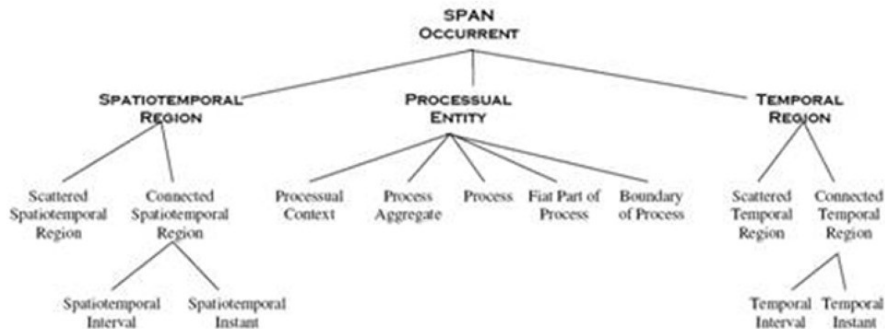 SPAN
OCCURRENT
SPATIOTEMPORAL
REGION
PROCESSUAL
ENTITY
TEMPORAL
REGION
Scattered
Spatiotemporal
Region
Connected
Spatiotemporal
Region
Processual
Context
Process
Aggregate
Process
Fiat Part of
Process
Boundary
of Process
Scattered
Temporal
Region
Connected
Temporal
Region
Spatiotemporal
Interval
Spatiotemporal
Instant
Temporal
Interval
Temporal
Instant